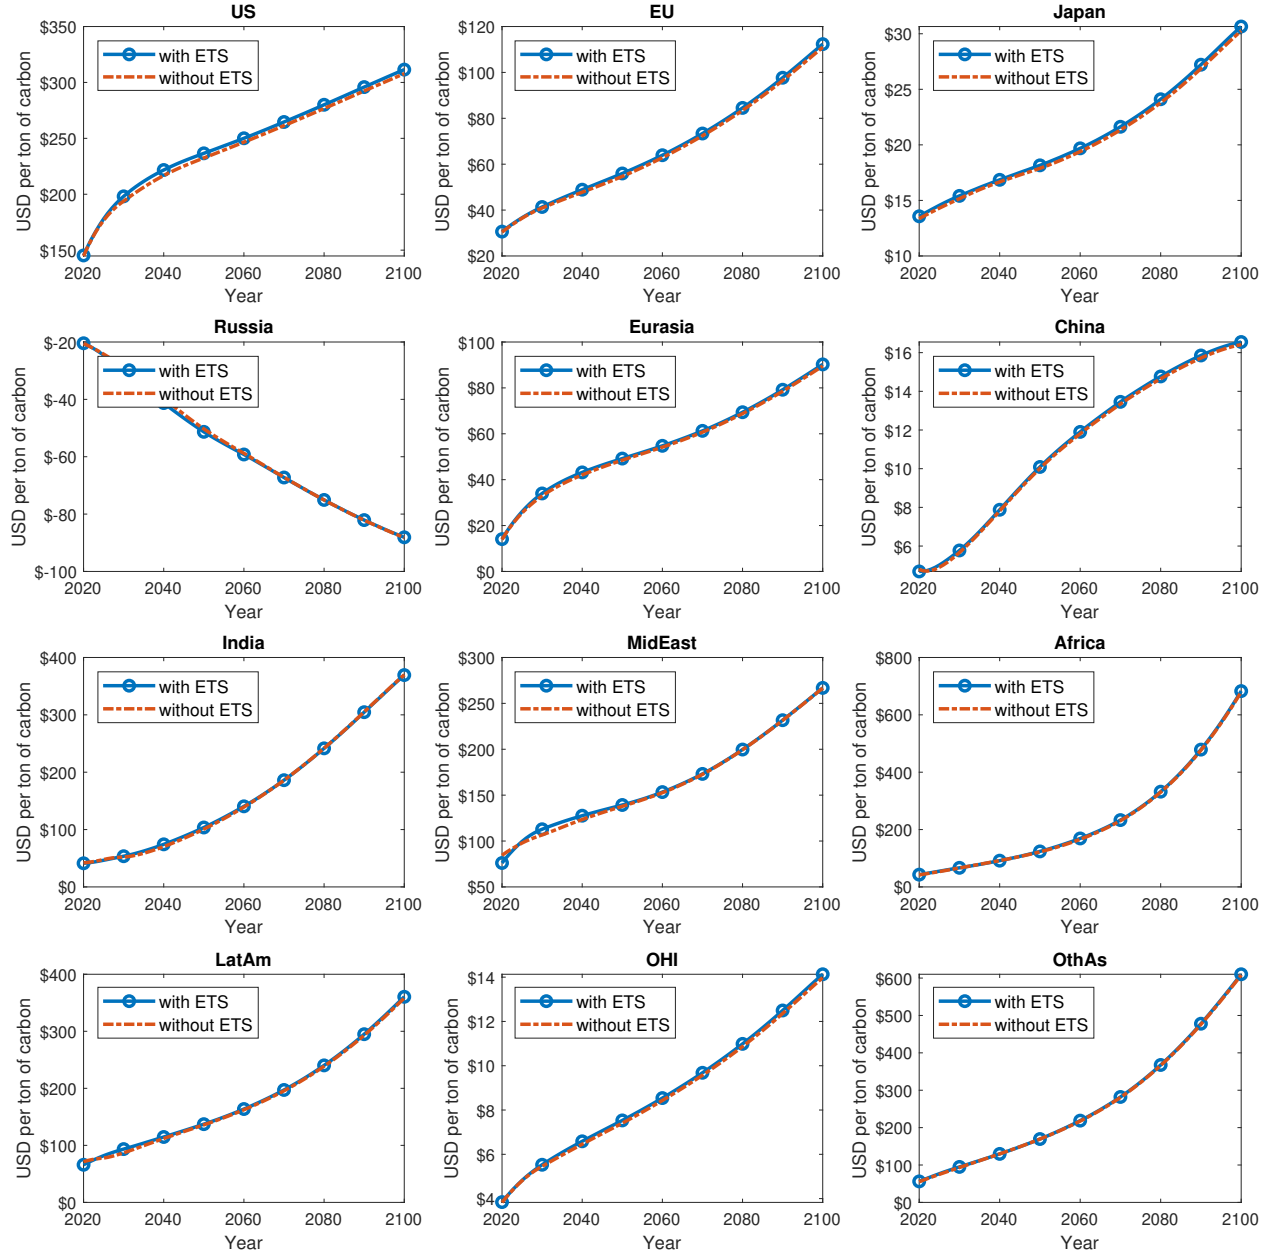 US
USD per ton of carbon
$350
$300
$250
$200
$150
with ETS
without ETS
2020 2040 2060 2080 2100
Year
EU
USD per ton of carbon
$120
$100
$80
$60
$40
$20
with ETS
without ETS
2020 2040 2060 2080 2100
Year
Japan
USD per ton of carbon
$30
$25
$20
$15
$10
with ETS
without ETS
2020 2040 2060 2080 2100
Year
Russia
USD per ton of carbon
$-20
$-40
$-60
$-80
$-100
with ETS
without ETS
2020 2040 2060 2080 2100
Year
Eurasia
USD per ton of carbon
$100
$80
$60
$40
$20
$0
with ETS
without ETS
2020 2040 2060 2080 2100
Year
China
USD per ton of carbon
$16
$14
$12
$10
$8
$6
with ETS
without ETS
2020 2040 2060 2080 2100
Year
India
USD per ton of carbon
$400
$300
$200
$100
$0
with ETS
without ETS
2020 2040 2060 2080 2100
Year
MidEast
USD per ton of carbon
$300
$250
$200
$150
$100
$50
with ETS
without ETS
2020 2040 2060 2080 2100
Year
Africa
USD per ton of carbon
$800
$600
$400
$200
$0
with ETS
without ETS
2020 2040 2060 2080 2100
Year
LatAm
USD per ton of carbon
$400
$300
$200
$100
$0
with ETS
without ETS
2020 2040 2060 2080 2100
Year
OHI
USD per ton of carbon
$14
$12
$10
$8
$6
$4
with ETS
without ETS
2020 2040 2060 2080 2100
Year
OthAs
USD per ton of carbon
$600
$500
$400
$300
$200
$100
$0
with ETS
without ETS
2020 2040 2060 2080 2100
Year